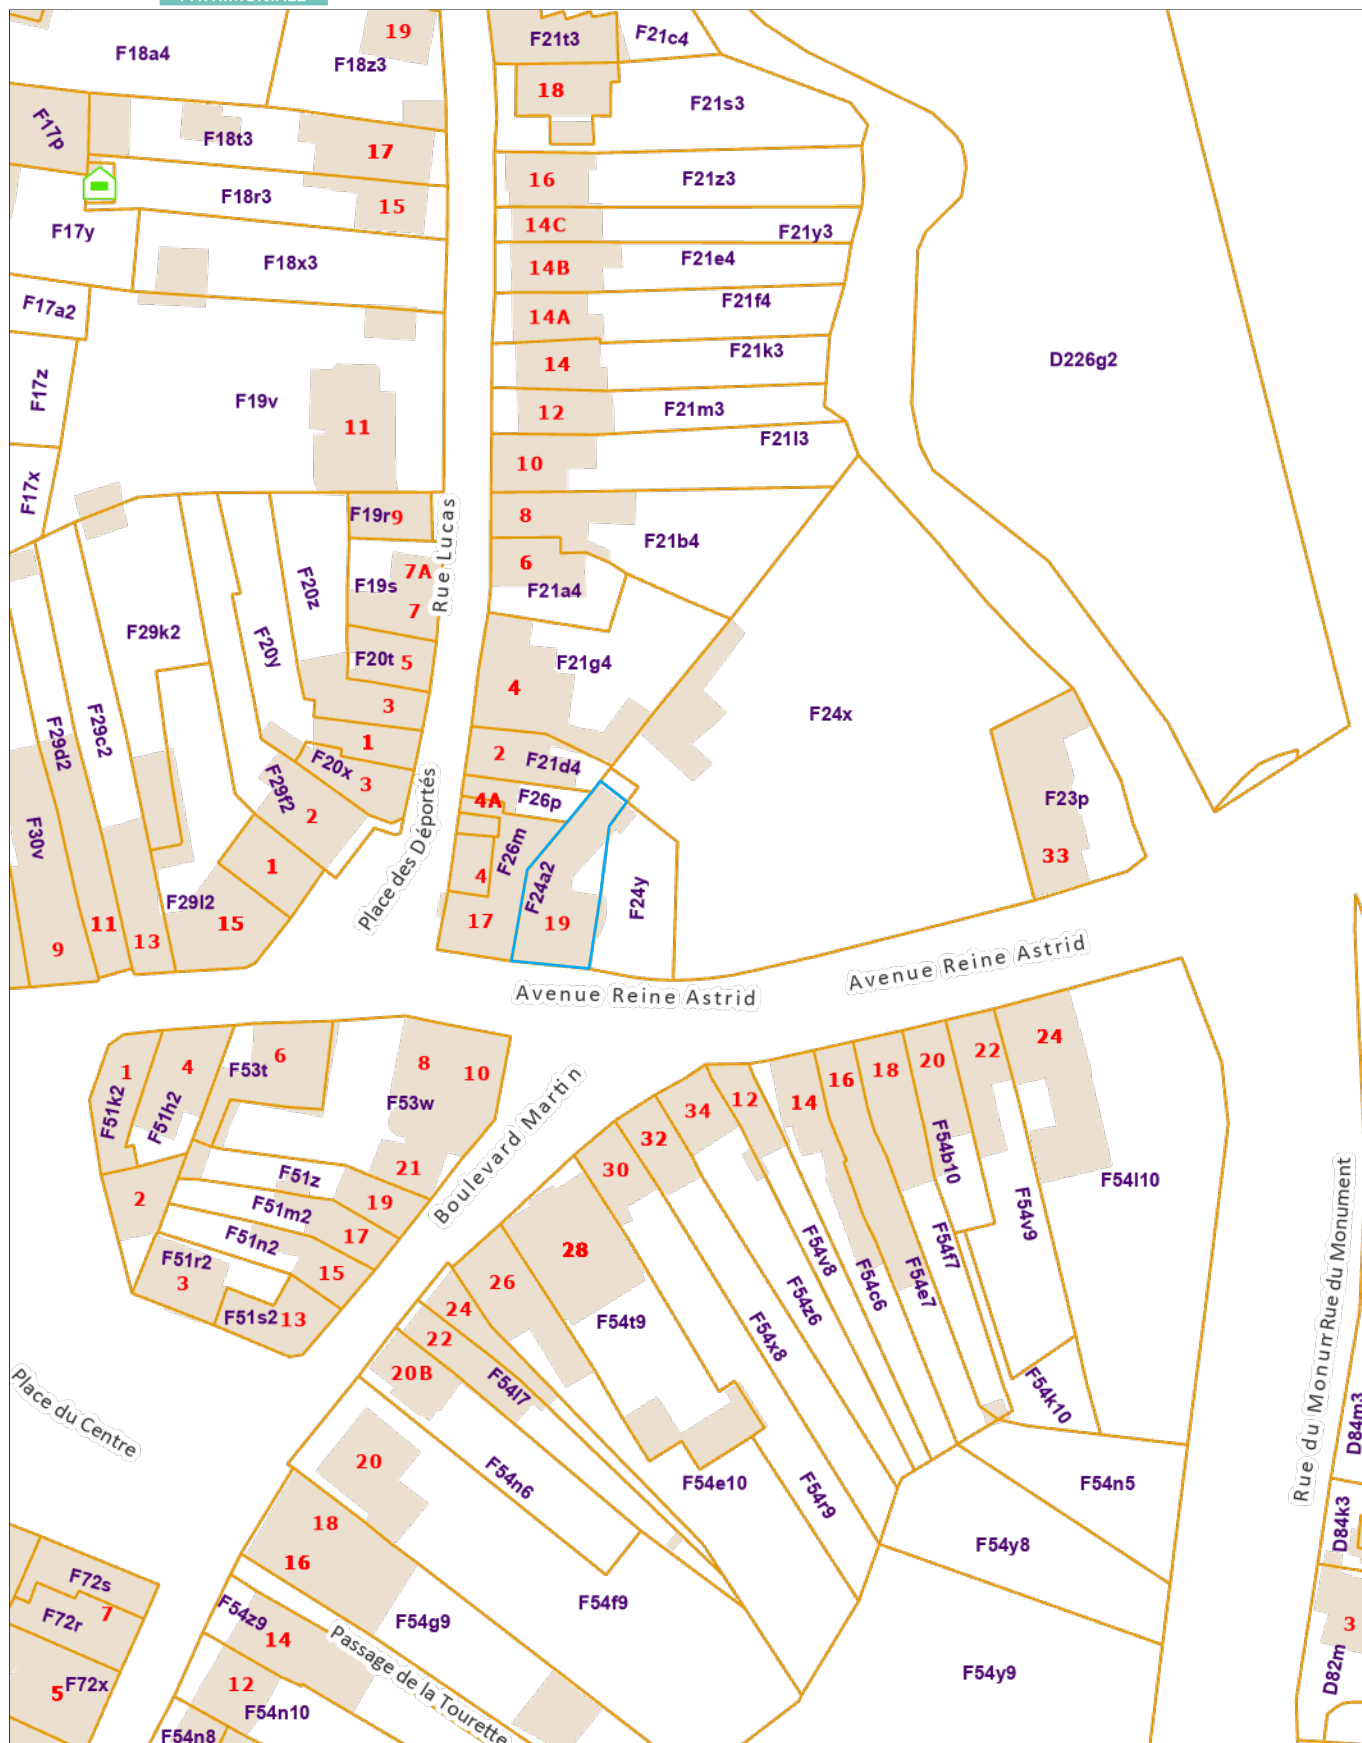 19
F18a4
F18z3
F21t3
F21c4
18
F21s3
F17p
F18t3
17
F18r3
15
16
F21z3
F17y
14C
F21y3
F18x3
14B
F21e4
F17a2
14A
F21f4
14
F21k3
D226g2
F17z
F19v
11
12
F21m3
F21l3
10
F17x
F19r
9
Rue Lucas
8
F21b4
6
F21a4
F19s
7A
7
F20z
F29k2
F20y
F20t
5
F21g4
4
3
F24x
F29d2
F29c2
1
2
F21d4
F20x
3
F29f2
2
4A
F26p
F23p
33
F30v
1
Place des Déportés
F26m
4
F24a2
F24y
F29l2
15
17
19
9
11
13
Avenue Reine Astrid
Avenue Reine Astrid
1
4
6
F53t
8
10
F51k2
F51h2
F53w
Boulevard Martin
21
F51z
2
F51m2
19
F51n2
17
F51r2
3
15
F51s2
13
12
14
16
18
20
22
24
34
32
30
F54b10
F54l10
F54v9
28
26
24
22
20B
F54l7
F54t9
F54x8
F54z6
F54v8
F54c6
F54e7
F54f7
F54k10
Rue du Monument
Rue du Monum
Place du Centre
20
F54n6
F54e10
F54r9
F54n5
D84m3
D84k3
18
16
F54y8
F72s
7
F72r
F72x
5
F54z9
14
F54g9
F54f9
Passage de la Tourette
12
F54n10
F54n8
F54y9
3
D82m